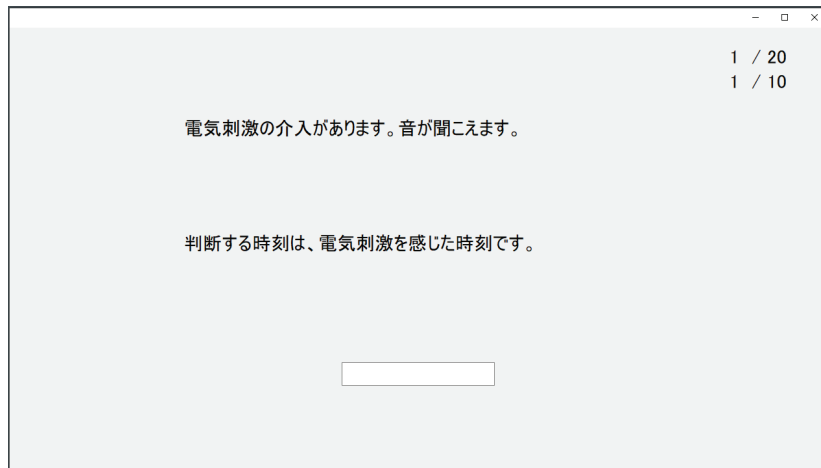 1 / 20
1 / 10
電気刺激の介入があります。音が聞こえます。
判断する時刻は、電気刺激を感じた時刻です。